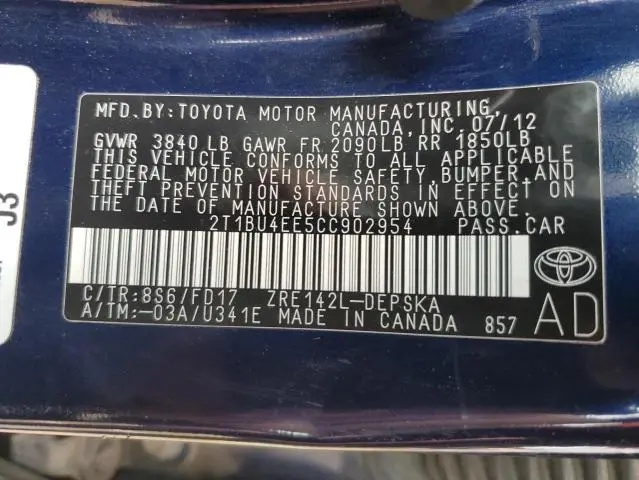 MFD.BY:TOYOTA MOTOR MANUFACTURING,
CANADA, INC. 07/12
GVWR 3840 LB GAWR FR 2090LB, RR 1850LB
THIS VEHICLE CONFORMS TO ALL APPLICABLE
FEDERAL MOTOR VEHICLE SAFETY, BUMPER, AND
THEFT PREVENTION STANDARDS IN EFFECT ON
THE DATE OF MANUFACTURE SHOWN ABOVE.
2T1BU4EE5CC902954 PASS.CAR
C/TR:8S6/FD17 ZRE142L-DEPSKA
A/TM:-03A/U341E MADE IN CANADA 857
TOYOTA
AD
J3